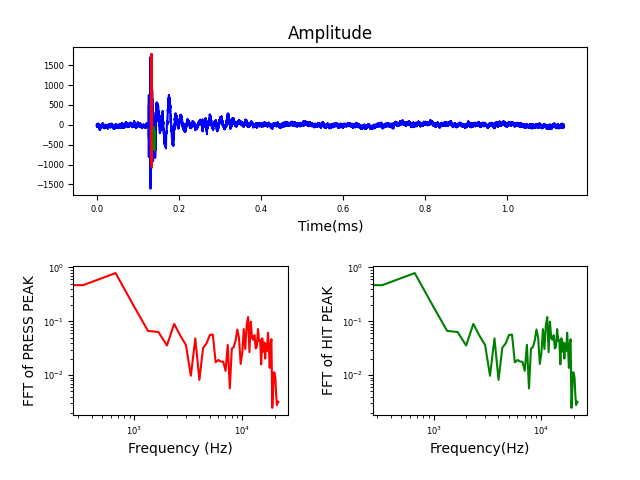 Amplitude
1500
1000
500
0
−500
−1000
−1500
0.0 0.2 0.4 0.6 0.8 1.0
Time(ms)
FFT of PRESS PEAK
10⁰
10⁻¹
10⁻²
10³ 10⁴
Frequency (Hz)
FFT of HIT PEAK
10⁰
10⁻¹
10⁻²
10³ 10⁴
Frequency(Hz)